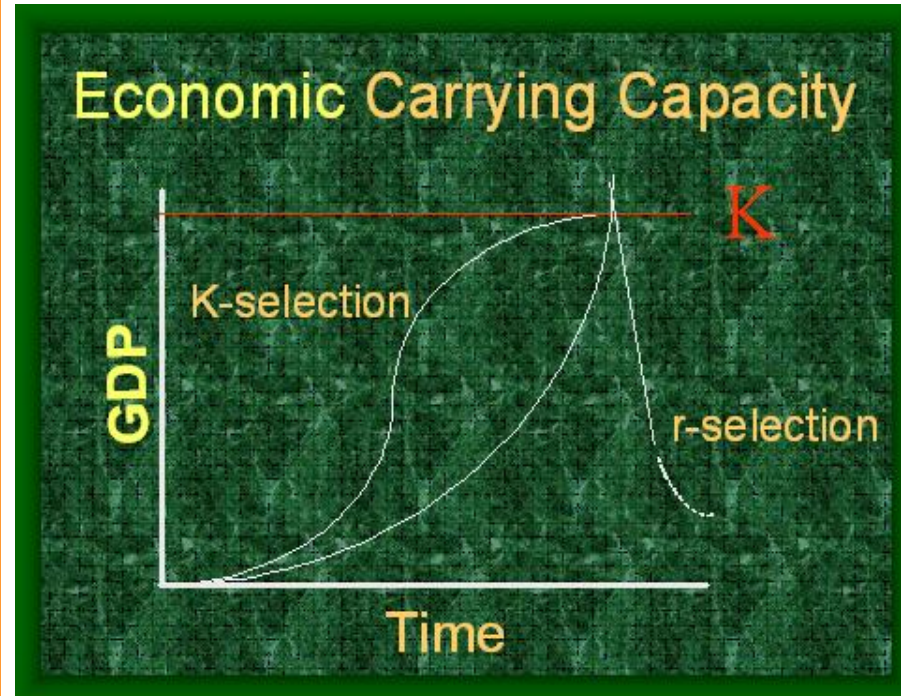 Economic Carrying Capacity
K
K-selection
GDP
r-selection
Time